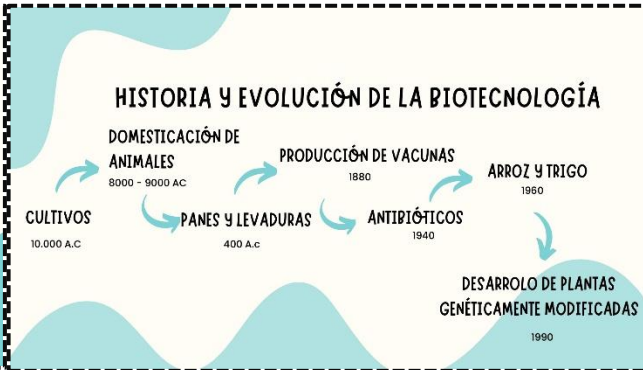 HISTORIA Y EVOLUCIÓN DE LA BIOTECNOLOGÍA
CULTIVOS
10.000 A.C
DOMESTICACIÓN DE
ANIMALES
8000 - 9000 AC
PANES Y LEVADURAS
400 A.c
PRODUCCIÓN DE VACUNAS
1880
ANTIBIÓTICOS
1940
ARROZ Y TRIGO
1960
DESARROLO DE PLANTAS
GENÉTICAMENTE MODIFICADAS
1990